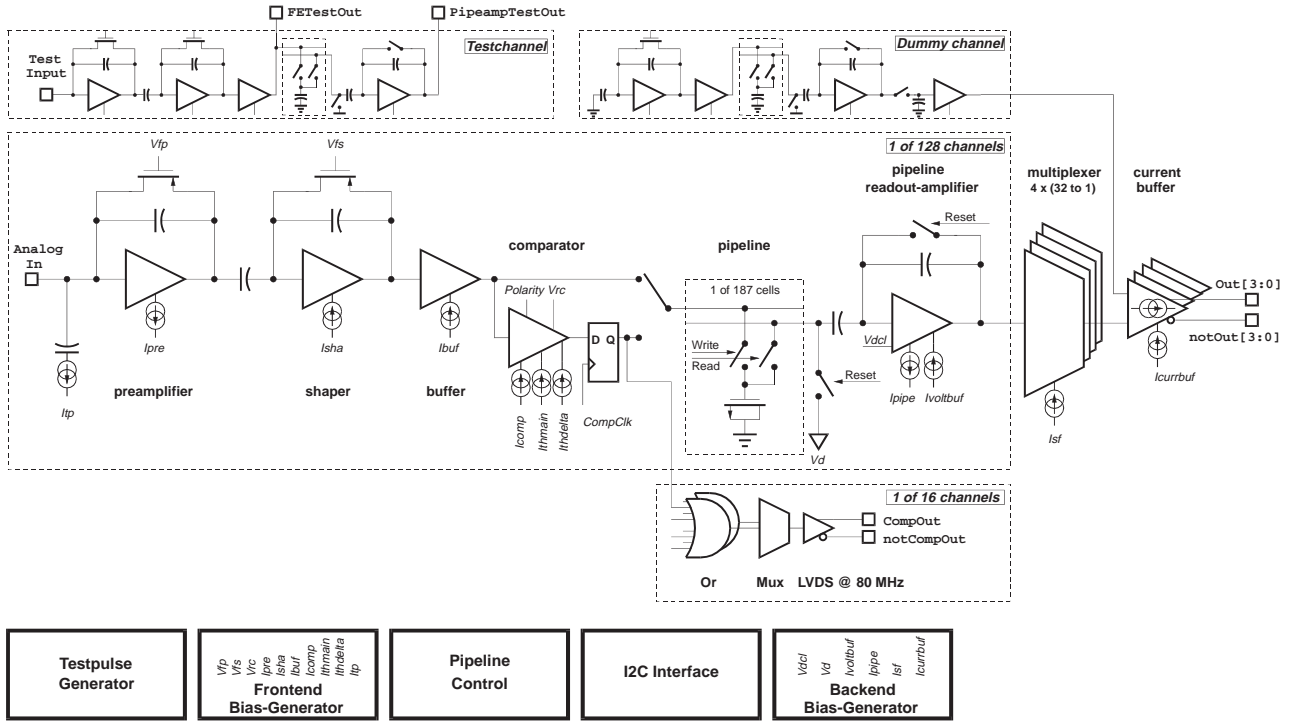 FETestOut
PipeampTestOut
Testchannel
Dummy channel
Test
Input
1 of 128 channels
Vfp
Vfs
pipeline
readout-amplifier
multiplexer
4 x (32 to 1)
current
buffer
Reset
Analog
In
comparator
pipeline
1 of 187 cells
Polarity Vrc
Out[3:0]
notOut[3:0]
D Q
Write
Read
Vdcl
Reset
Ipre
Isha
Ibuf
Icurrbuf
preamplifier
shaper
buffer
Ipipe
Ivoltbuf
Itp
Icomp
Ithmain
Ithdelta
CompClk
Isf
Vd
1 of 16 channels
CompOut
notCompOut
Or
Mux
LVDS @ 80 MHz
Testpulse
Generator
Vfp
Vfs
Vrc
Ipre
Isha
Ibuf
Icomp
Ithmain
Ithdelta
Itp
Frontend
Bias-Generator
Pipeline
Control
I2C Interface
Vdcl
Vd
Ivoltbuf
Ipipe
Isf
Icurrbuf
Backend
Bias-Generator